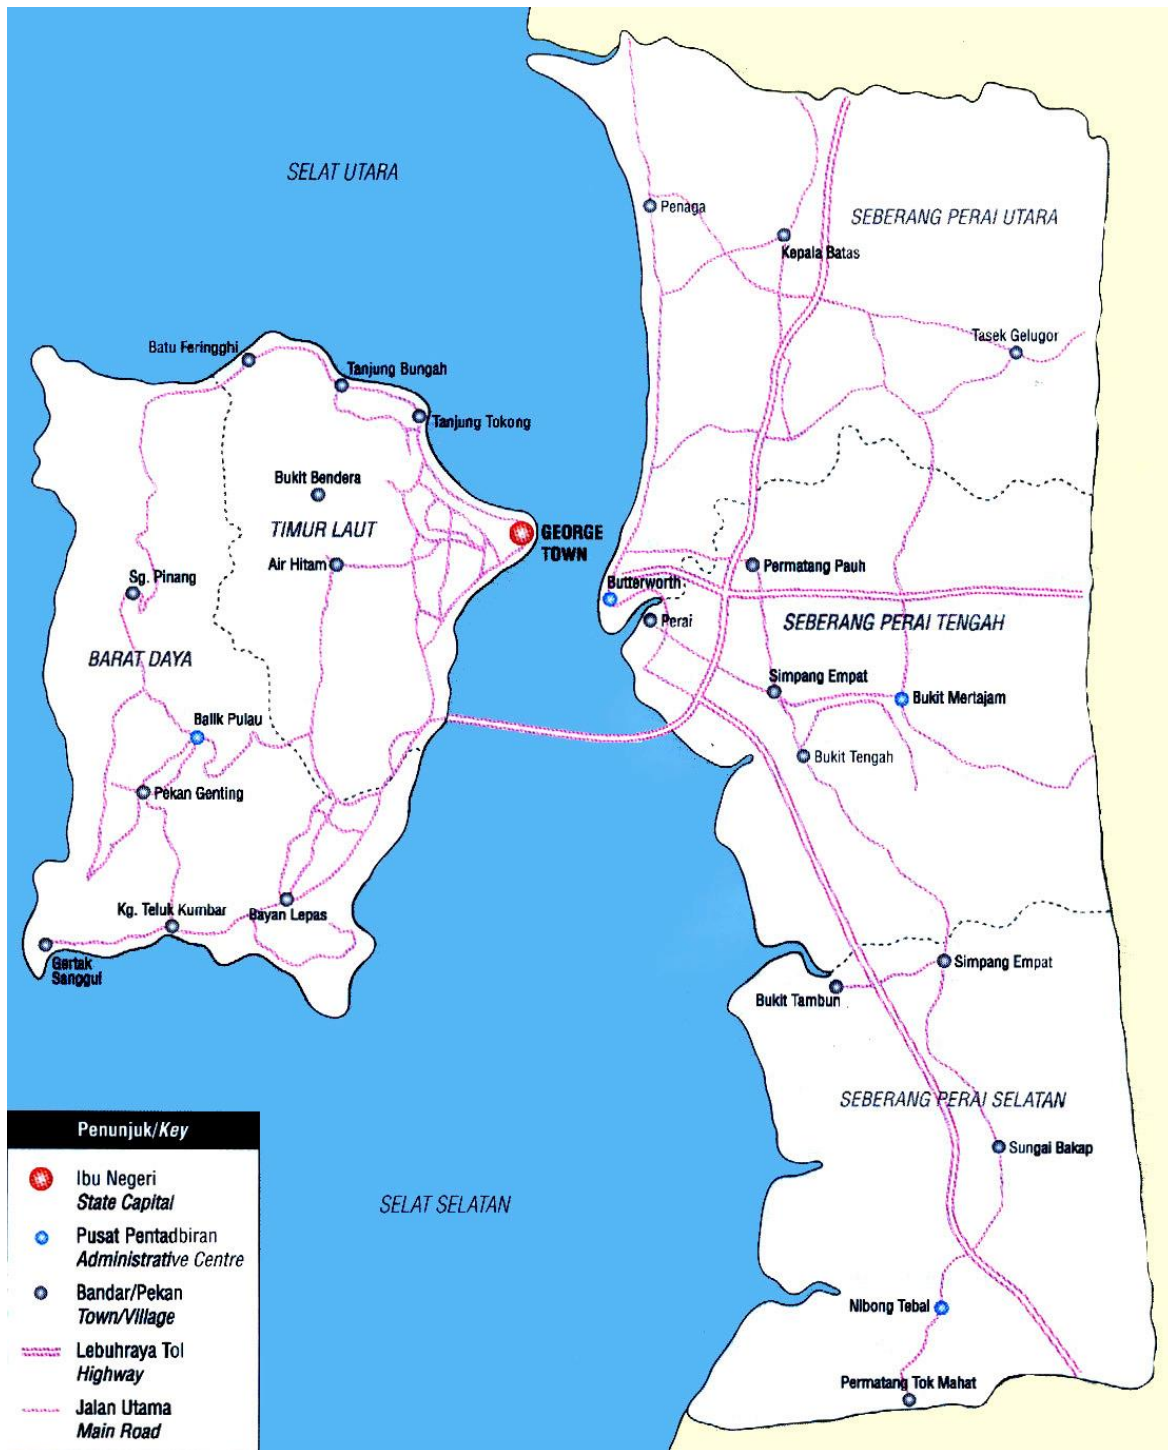 SELAT UTARA
Penaga
SEBERANG PERAI UTARA
Kepala Batas
Tasek Gelugor
Batu Feringghi
Tanjung Bungah
Tanjung Tokong
Bukit Bendera
TIMUR LAUT
GEORGE
TOWN
Air Hitam
Permatang Pauh
Sg. Pinang
Butterworth
Perai
SEBERANG PERAI TENGAH
BARAT DAYA
Simpang Empat
Bukit Mertajam
Balik Pulau
Bukit Tengah
Pekan Genting
Kg. Teluk Kumbar
Bayan Lepas
Gertak
Sanggul
Simpang Empat
Bukit Tambun
SEBERANG PERAI SELATAN
Sungai Bakap
SELAT SELATAN
Nibong Tebal
Permatang Tok Mahat
Penunjuk/Key
Ibu Negeri
State Capital
Pusat Pentadbiran
Administrative Centre
Bandar/Pekan
Town/Village
Lebuhraya Tol
Highway
Jalan Utama
Main Road